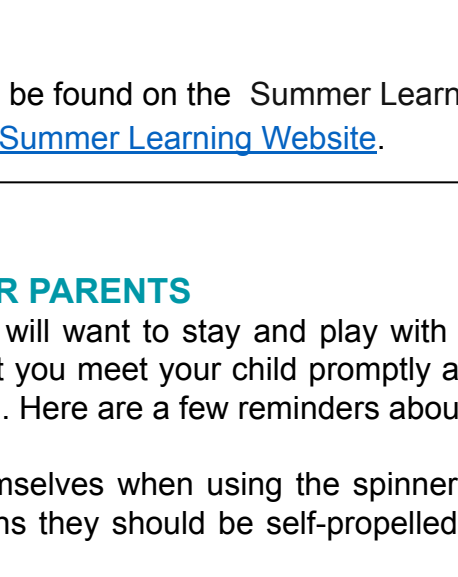 be found on the Summer Learn
Summer Learning Website.
R PARENTS
will want to stay and play with
t you meet your child promptly a
. Here are a few reminders abou
mselves when using the spinner
ns they should be self-propelled